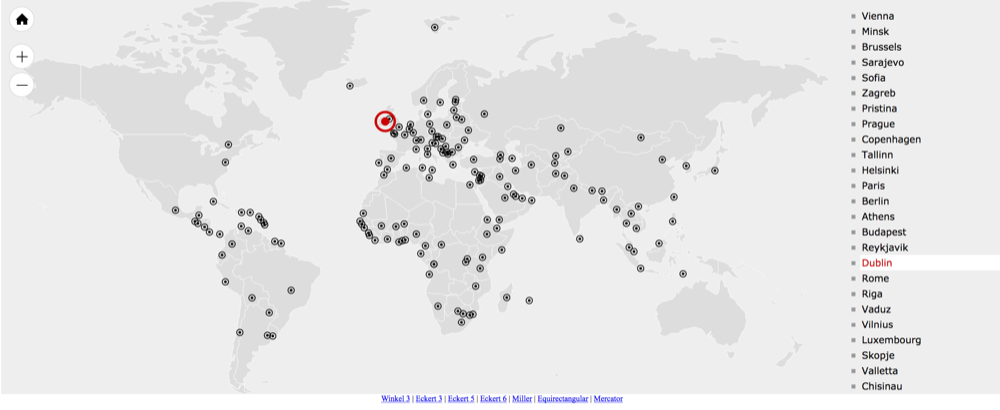 Vienna
Minsk
Brussels
Sarajevo
Sofia
Zagreb
Pristina
Prague
Copenhagen
Tallinn
Helsinki
Paris
Berlin
Athens
Budapest
Reykjavik
Dublin
Rome
Riga
Vaduz
Vilnius
Luxembourg
Skopje
Valletta
Chisinau
Winkel 3 | Eckert 3 | Eckert 5 | Eckert 6 | Miller | Equirectangular | Mercator